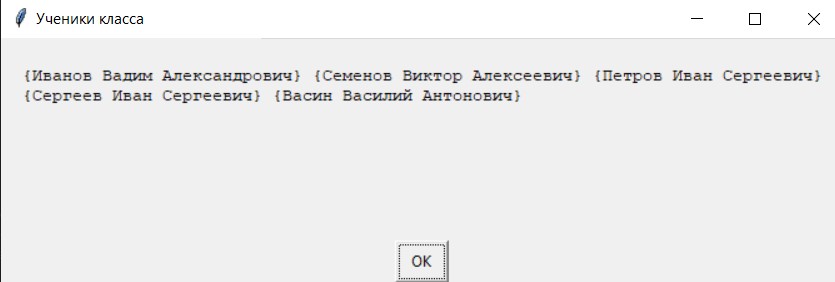 Ученики класса
{Иванов Вадим Александрович} {Семенов Виктор Алексеевич} {Петров Иван Сергеевич}
{Сергеев Иван Сергеевич} {Васин Василий Антонович}
OK